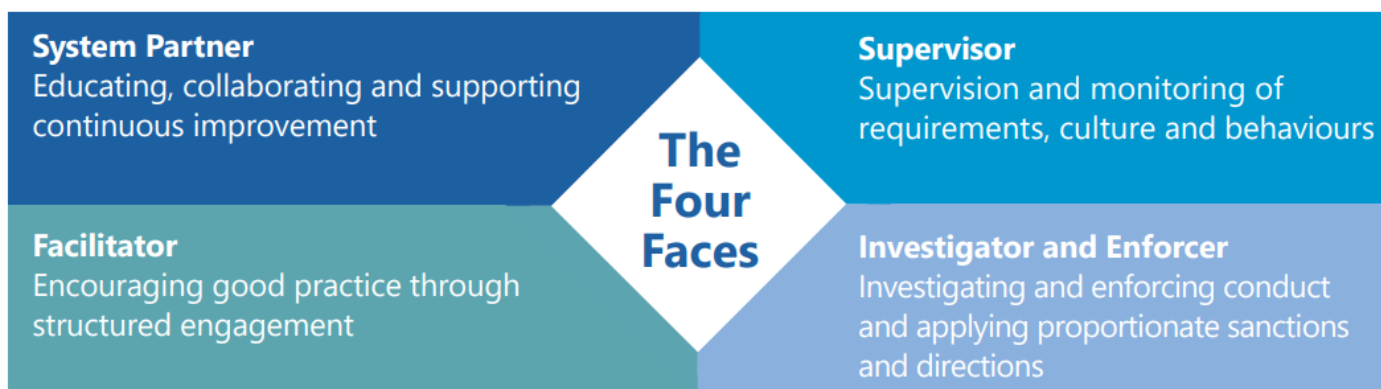 System Partner
Educating, collaborating and supporting
continuous improvement
Supervisor
Supervision and monitoring of
requirements, culture and behaviours
The
Four
Faces
Facilitator
Encouraging good practice through
structured engagement
Investigator and Enforcer
Investigating and enforcing conduct
and applying proportionate sanctions
and directions